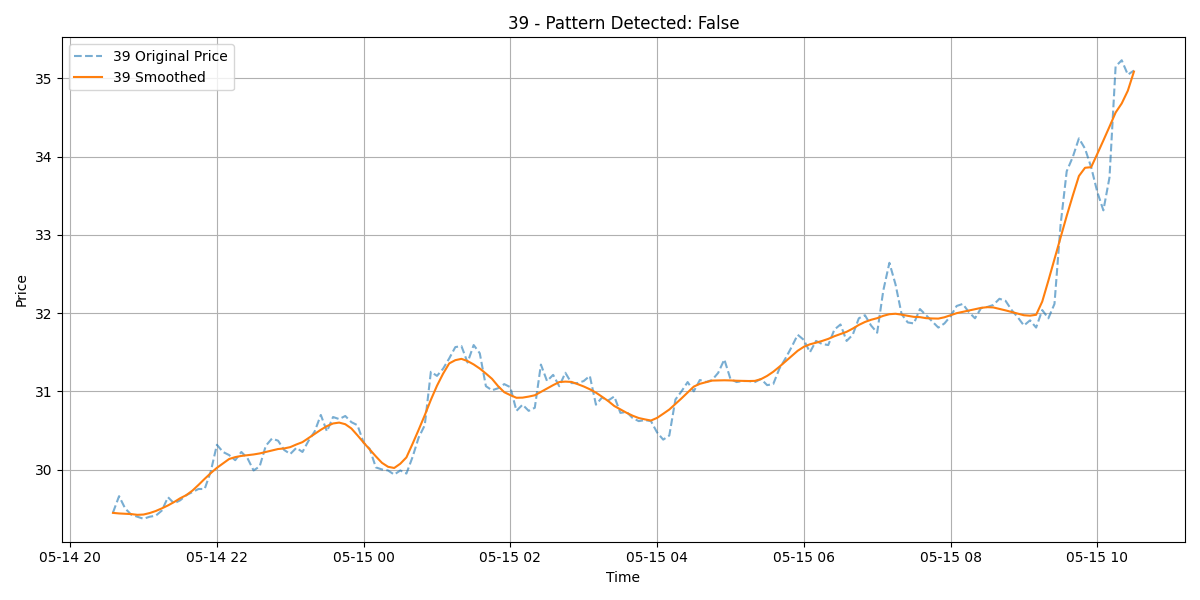 39 - Pattern Detected: False
39 Original Price
39 Smoothed
Price
35
34
33
32
31
30
05-14 20
05-14 22
05-15 00
05-15 02
05-15 04
05-15 06
05-15 08
05-15 10
Time